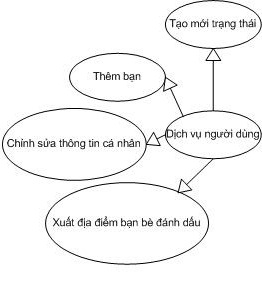 Tạo mới trạng thái
Thêm bạn
Dịch vụ người dùng
Chỉnh sửa thông tin cá nhân
Xuất địa điểm bạn bè đánh dấu